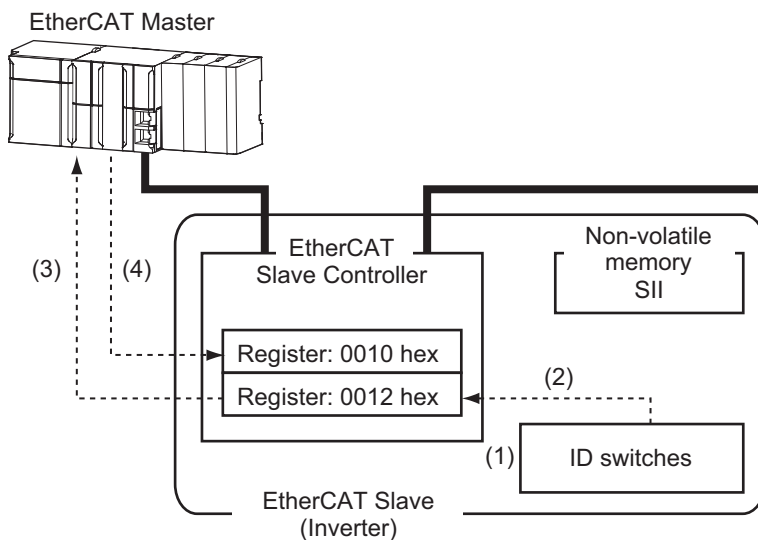 EtherCAT Master
EtherCAT
Slave Controller
Non-volatile
memory
SII
(3)
(4)
Register: 0010 hex
Register: 0012 hex
(2)
(1)
ID switches
EtherCAT Slave
(Inverter)